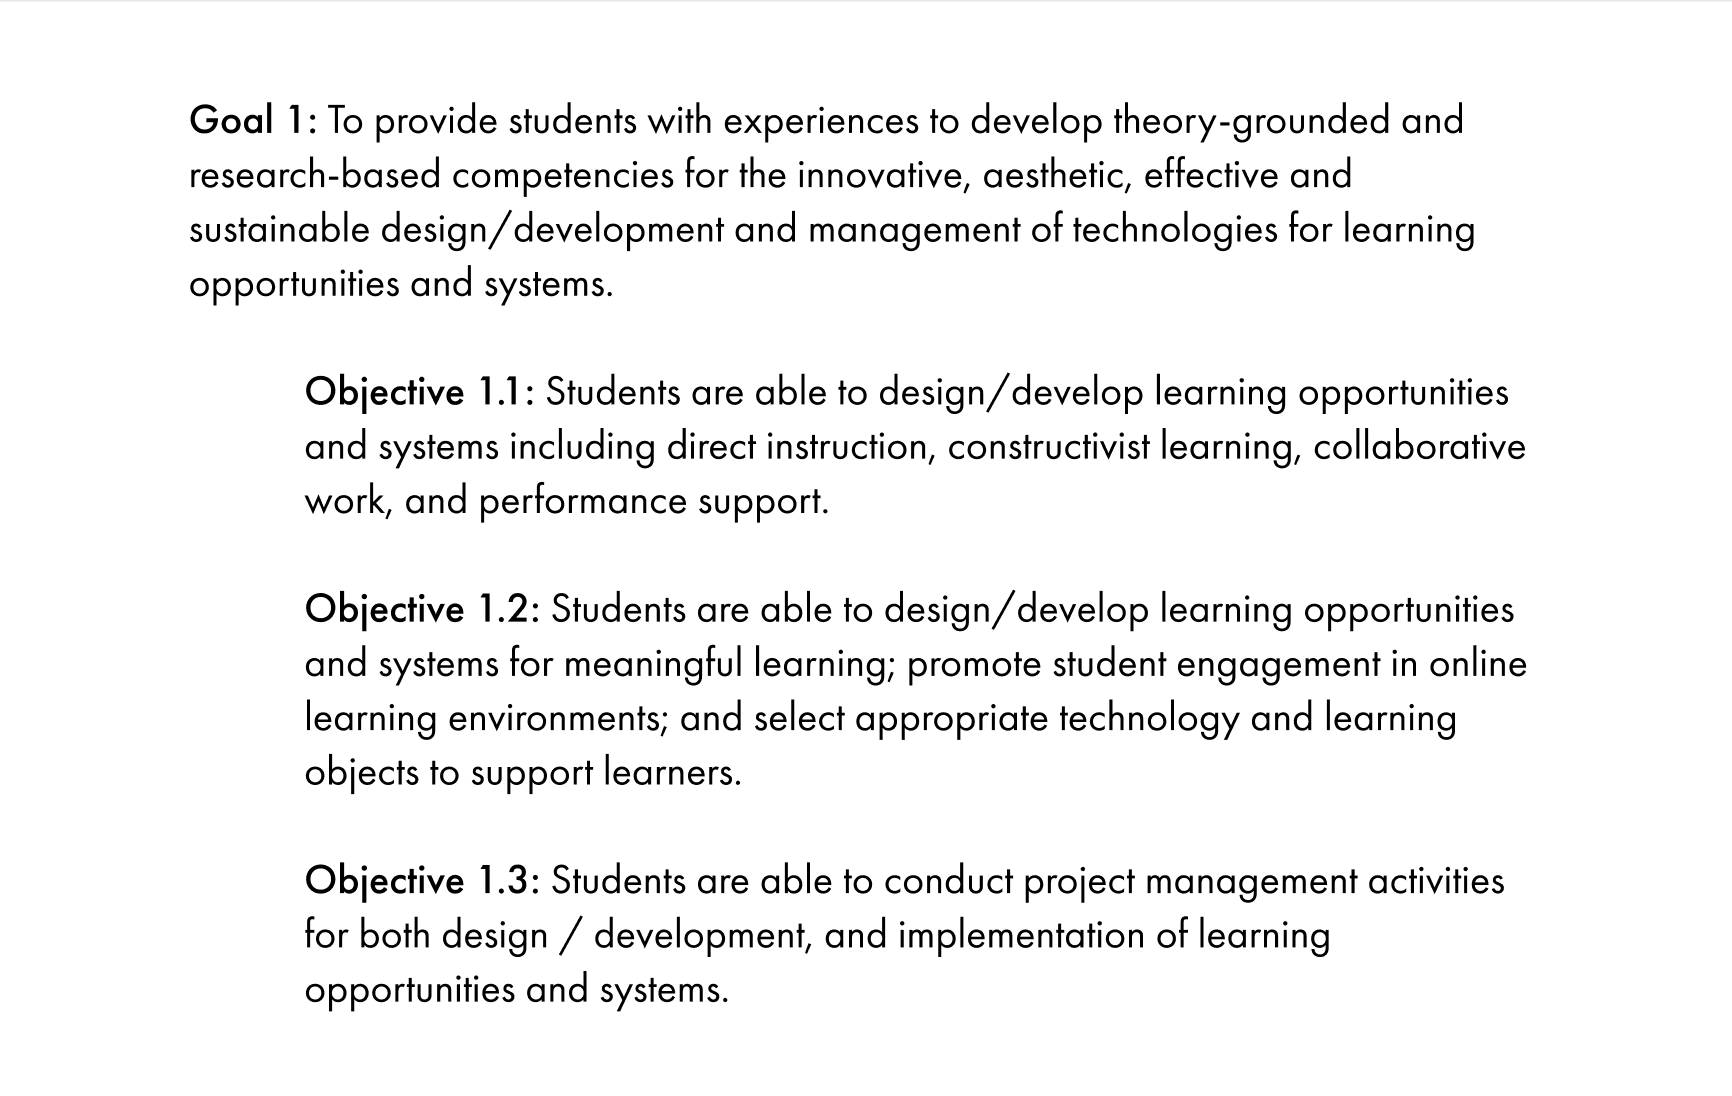 Goal 1: To provide students with experiences to develop theory-grounded and
research-based competencies for the innovative, aesthetic, effective and
sustainable design/development and management of technologies for learning
opportunities and systems.
Objective 1.1: Students are able to design/develop learning opportunities
and systems including direct instruction, constructivist learning, collaborative
work, and performance support.
Objective 1.2: Students are able to design/develop learning opportunities
and systems for meaningful learning; promote student engagement in online
learning environments; and select appropriate technology and learning
objects to support learners.
Objective 1.3: Students are able to conduct project management activities
for both design / development, and implementation of learning
opportunities and systems.